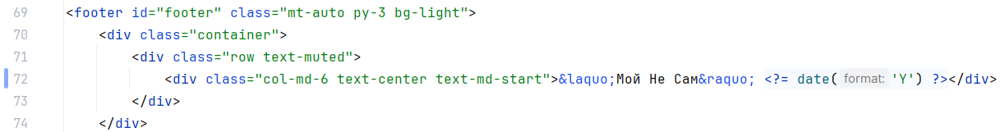 69 <footer id="footer" class="mt-auto py-3 bg-light">
70 <div class="container">
71 <div class="row text-muted">
72 <div class="col-md-6 text-center text-md-start">&laquo;Мой Не Сам&raquo; <?= date( format: 'Y') ?></div>
73 </div>
74 </div>